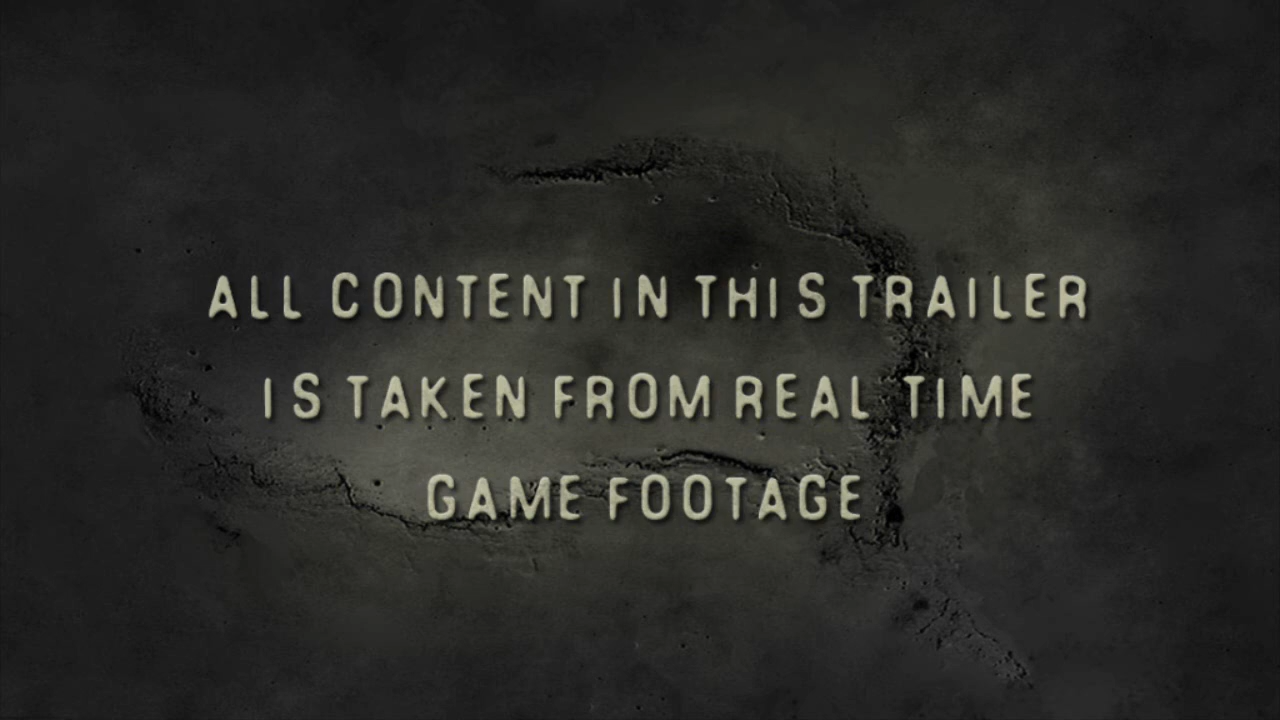 ALL CONTENT IN THIS TRAILER
IS TAKEN FROM REAL TIME
GAME FOOTAGE